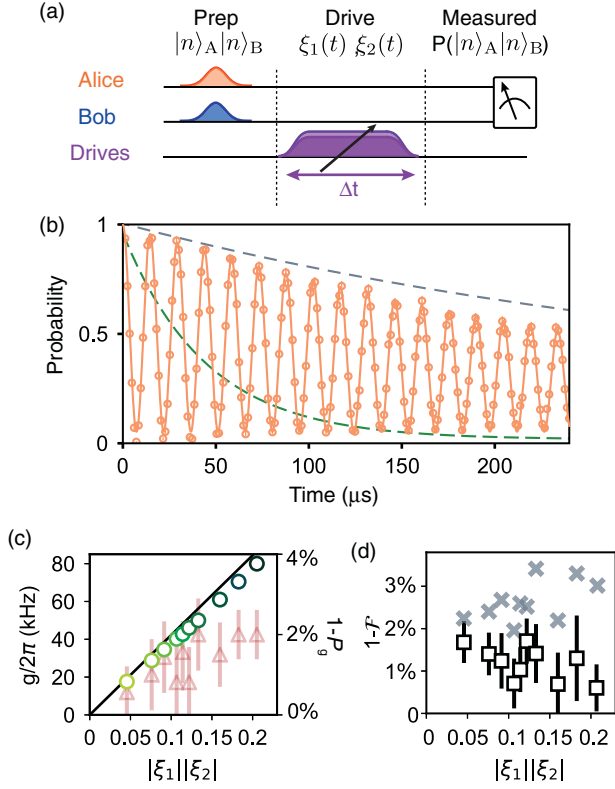 (a)
Prep Drive Measured
|n⟩A|n⟩B ξ1(t) ξ2(t) P(|n⟩A|n⟩B)
Alice
Bob
Drives
Δt
(b)
1
0.5
0
Probability
0 50 100 150 200
Time (μs)
(c)
g/2π (kHz)
80
60
40
20
0
4%
2%
0%
1-Pg
0 0.05 0.1 0.15 0.2
|ξ1||ξ2|
(d)
1-F
3%
2%
1%
0
0.05 0.1 0.15 0.2
|ξ1||ξ2|